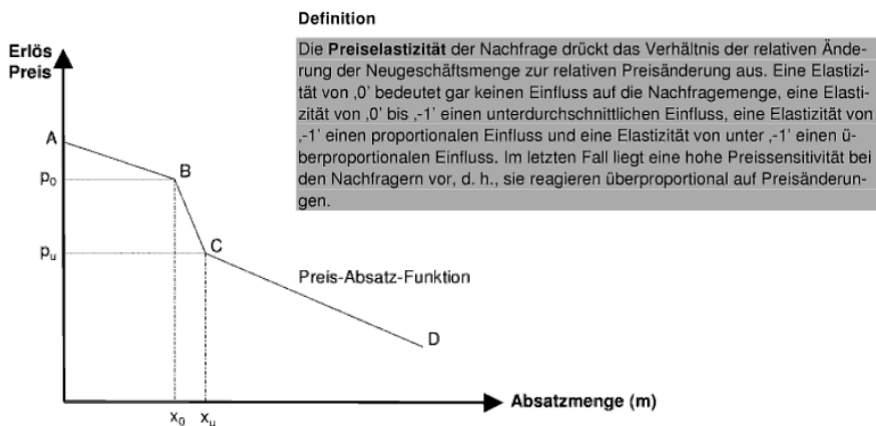 Definition
Die Preiselastizität der Nachfrage drückt das Verhältnis der relativen Ände-
rung der Neugeschäftsmenge zur relativen Preisänderung aus. Eine Elastizi-
tät von ‚0’ bedeutet gar keinen Einfluss auf die Nachfragemenge, eine Elasti-
zität von ‚0’ bis ‚-1’ einen unterdurchschnittlichen Einfluss, eine Elastizität von
‚-1’ einen proportionalen Einfluss und eine Elastizität von unter ‚-1’ einen ü-
berproportionalen Einfluss. Im letzten Fall liegt eine hohe Preissensitivität bei
den Nachfragern vor, d. h., sie reagieren überproportional auf Preisänderun-
gen.
Erlös
Preis
A
B
p0
C
pu
Preis-Absatz-Funktion
D
Absatzmenge (m)
x0 xu